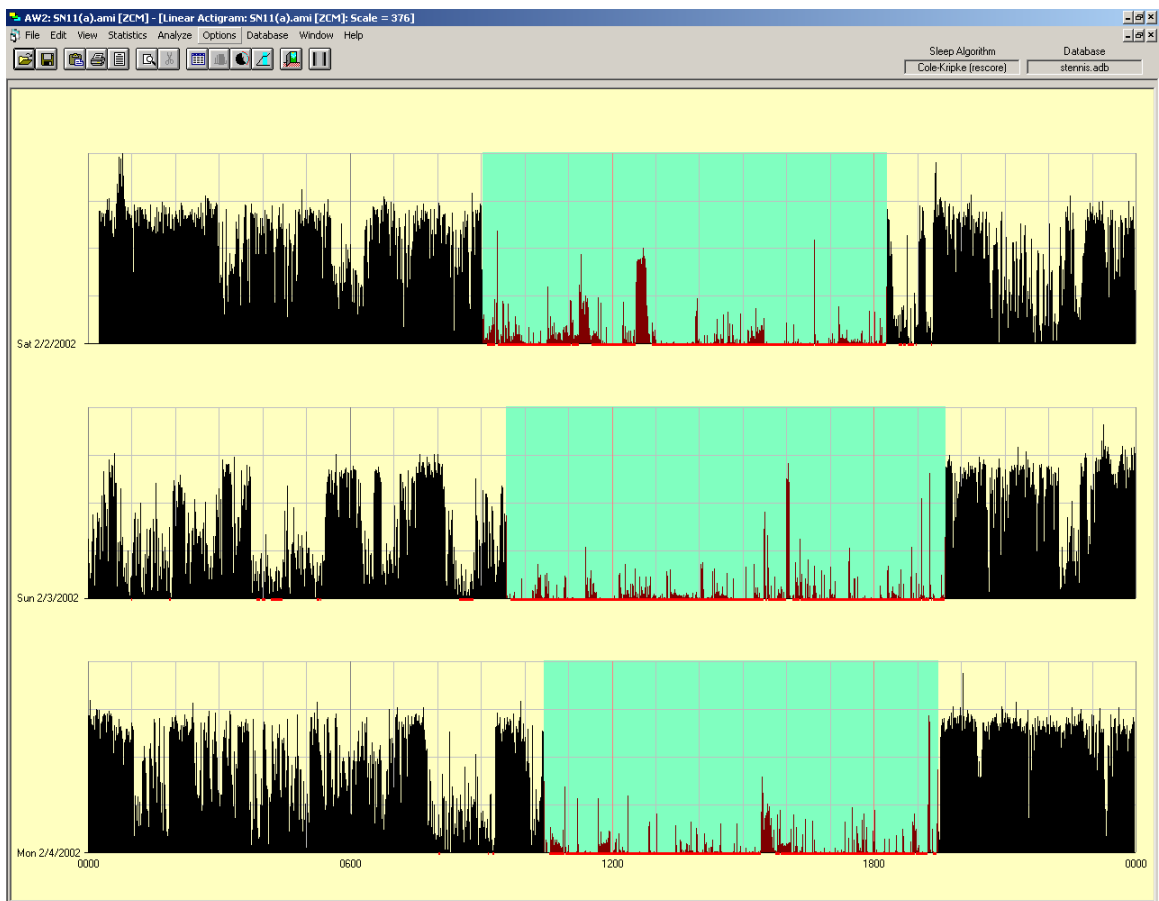 AW2: SN11(a).ami [ZCM] - [Linear Actigram: SN11(a).ami [ZCM]: Scale = 376]
File Edit View Statistics Analyze Options Database Window Help
Sleep Algorithm Database
Cole-Kripke (rescore) stennis.adb
Sat 2/2/2002
Sun 2/3/2002
Mon 2/4/2002
0000 0600 1200 1800 0000